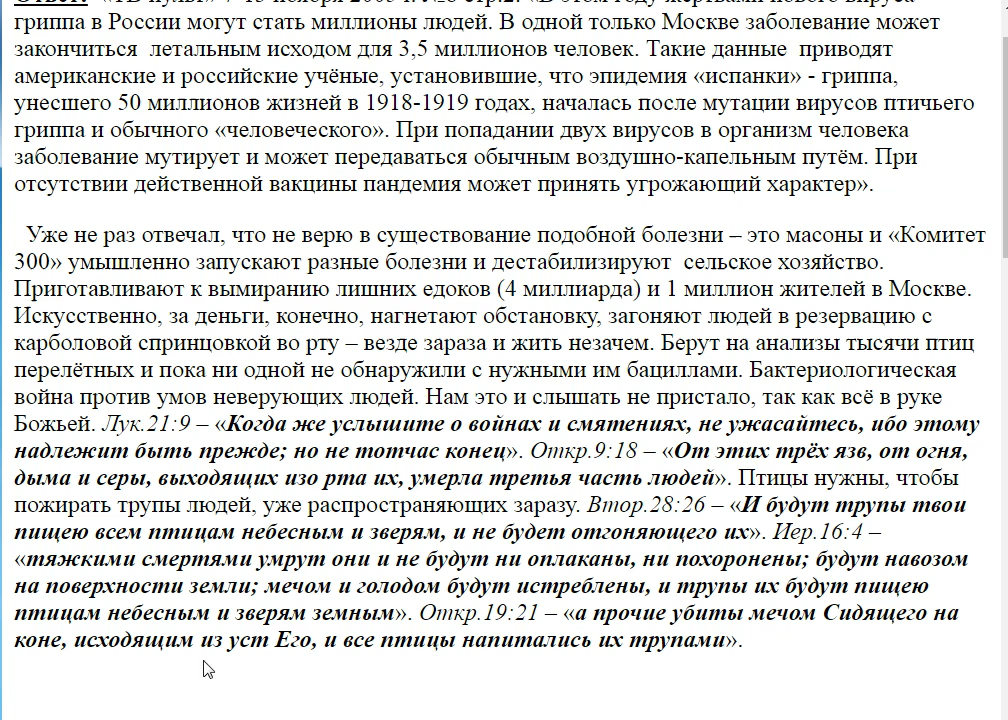 гриппа в России могут стать миллионы людей. В одной только Москве заболевание может
закончиться летальным исходом для 3,5 миллионов человек. Такие данные приводят
американские и российские учёные, установившие, что эпидемия «испанки» - гриппа,
унесшего 50 миллионов жизней в 1918-1919 годах, началась после мутации вирусов птичьего
гриппа и обычного «человеческого». При попадании двух вирусов в организм человека
заболевание мутирует и может передаваться обычным воздушно-капельным путём. При
отсутствии действенной вакцины пандемия может принять угрожающий характер».
Уже не раз отвечал, что не верю в существование подобной болезни – это масоны и «Комитет
300» умышленно запускают разные болезни и дестабилизируют сельское хозяйство.
Приготавливают к вымиранию лишних едоков (4 миллиарда) и 1 миллион жителей в Москве.
Искусственно, за деньги, конечно, нагнетают обстановку, загоняют людей в резервацию с
карболовой спринцовкой во рту – везде зараза и жить незачем. Берут на анализы тысячи птиц
перелётных и пока ни одной не обнаружили с нужными им бациллами. Бактериологическая
война против умов неверующих людей. Нам это и слышать не пристало, так как всё в руке
Божьей. Лук.21:9 – «Когда же услышите о войнах и смятениях, не ужасайтесь, ибо этому
надлежит быть прежде; но не тотчас конец». Откр.9:18 – «От этих трёх язв, от огня,
дыма и серы, выходящих изо рта их, умерла третья часть людей». Птицы нужны, чтобы
пожирать трупы людей, уже распространяющих заразу. Втор.28:26 – «И будут трупы твои
пищею всем птицам небесным и зверям, и не будет отгоняющего их». Иер.16:4 –
«тяжкими смертями умрут они и не будут ни оплаканы, ни похоронены; будут навозом
на поверхности земли; мечом и голодом будут истреблены, и трупы их будут пищею
птицам небесным и зверям земным». Откр.19:21 – «а прочие убиты мечом Сидящего на
коне, исходящим из уст Его, и все птицы напитались их трупами».